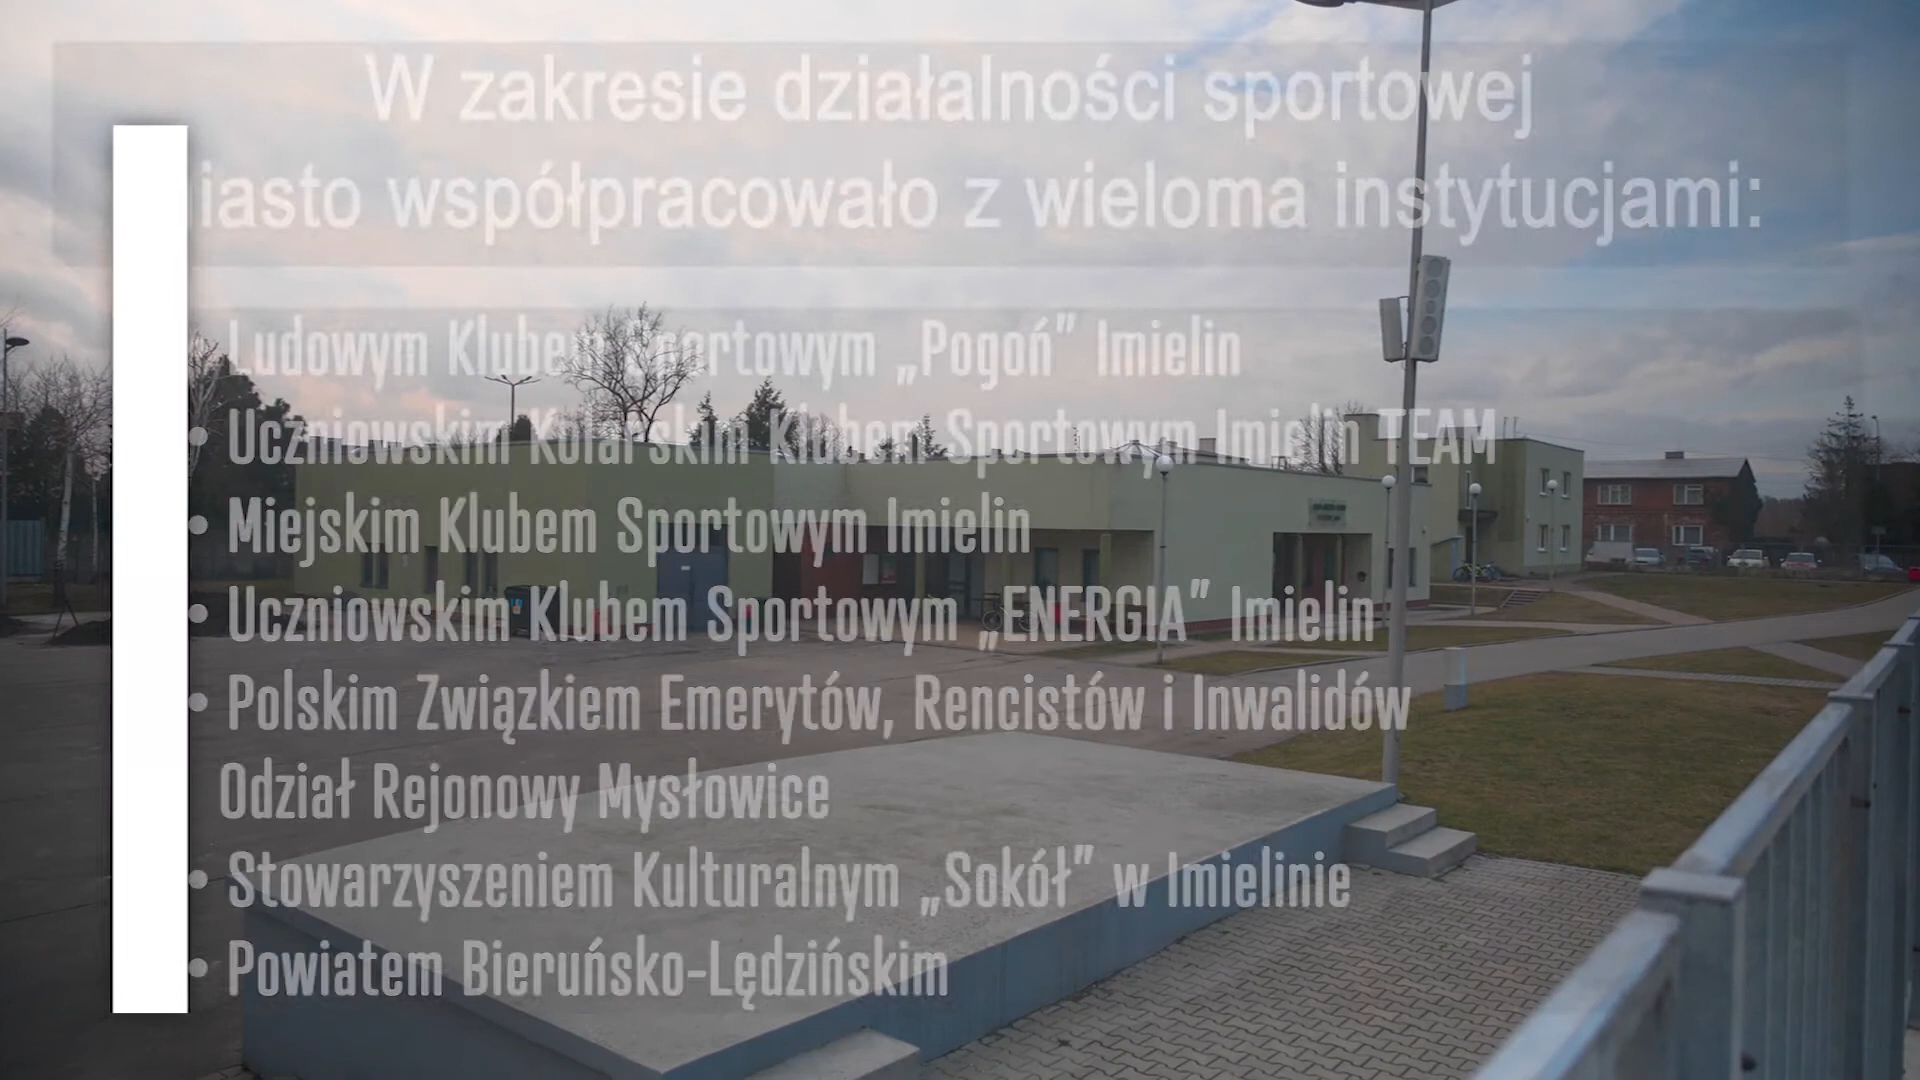 W zakresie działalności sportowej
iasto współpracowało z wieloma instytucjami:
Ludowym Klubem Sportowym „Pogoń” Imielin
• Uczniowskim Kolarskim Klubem Sportowym Imielin TEAM
• Miejskim Klubem Sportowym Imielin
• Uczniowskim Klubem Sportowym „ENERGIA” Imielin
• Polskim Związkiem Emerytów, Rencistów i Inwalidów
Odział Rejonowy Mysłowice
• Stowarzyszeniem Kulturalnym „Sokół” w Imielinie
• Powiatem Bieruńsko-Lędzińskim